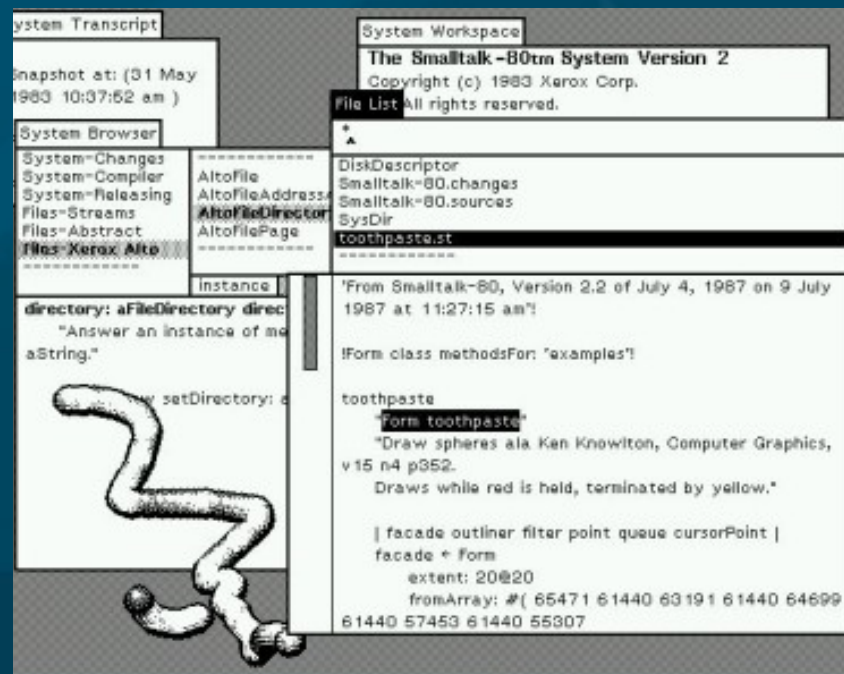 ystem Transcript
Snapshot at: (31 May
1983 10:37:52 am )
System Workspace
The Smalltalk-80tm System Version 2
Copyright (c) 1983 Xerox Corp.
All rights reserved.
System Browser
System-Changes
System-Compiler
System-Releasing
Files-Streams
Files-Abstract
Files-Xerox Alto
------------
------------
AltoFile
AltoFileAddress
AltoFileDirector
AltoFilePage
------------
instance
directory: aFileDirectory direc
"Answer an instance of me
aString."
setDirectory:
File List
*
DiskDescriptor
Smalltalk-80.changes
Smalltalk-80.sources
SysDir
toothpaste.st
------------
'From Smalltalk-80, Version 2.2 of July 4, 1987 on 9 July
1987 at 11:27:15 am'!
!Form class methodsFor: 'examples'!
toothpaste
"Form toothpaste"
"Draw spheres ala Ken Knowlton, Computer Graphics,
v15 n4 p352.
Draws while red is held, terminated by yellow."
| facade outliner filter point queue cursorPoint |
facade ← Form
extent: 20@20
fromArray: #( 65471 61440 63191 61440 64699
61440 57453 61440 55307